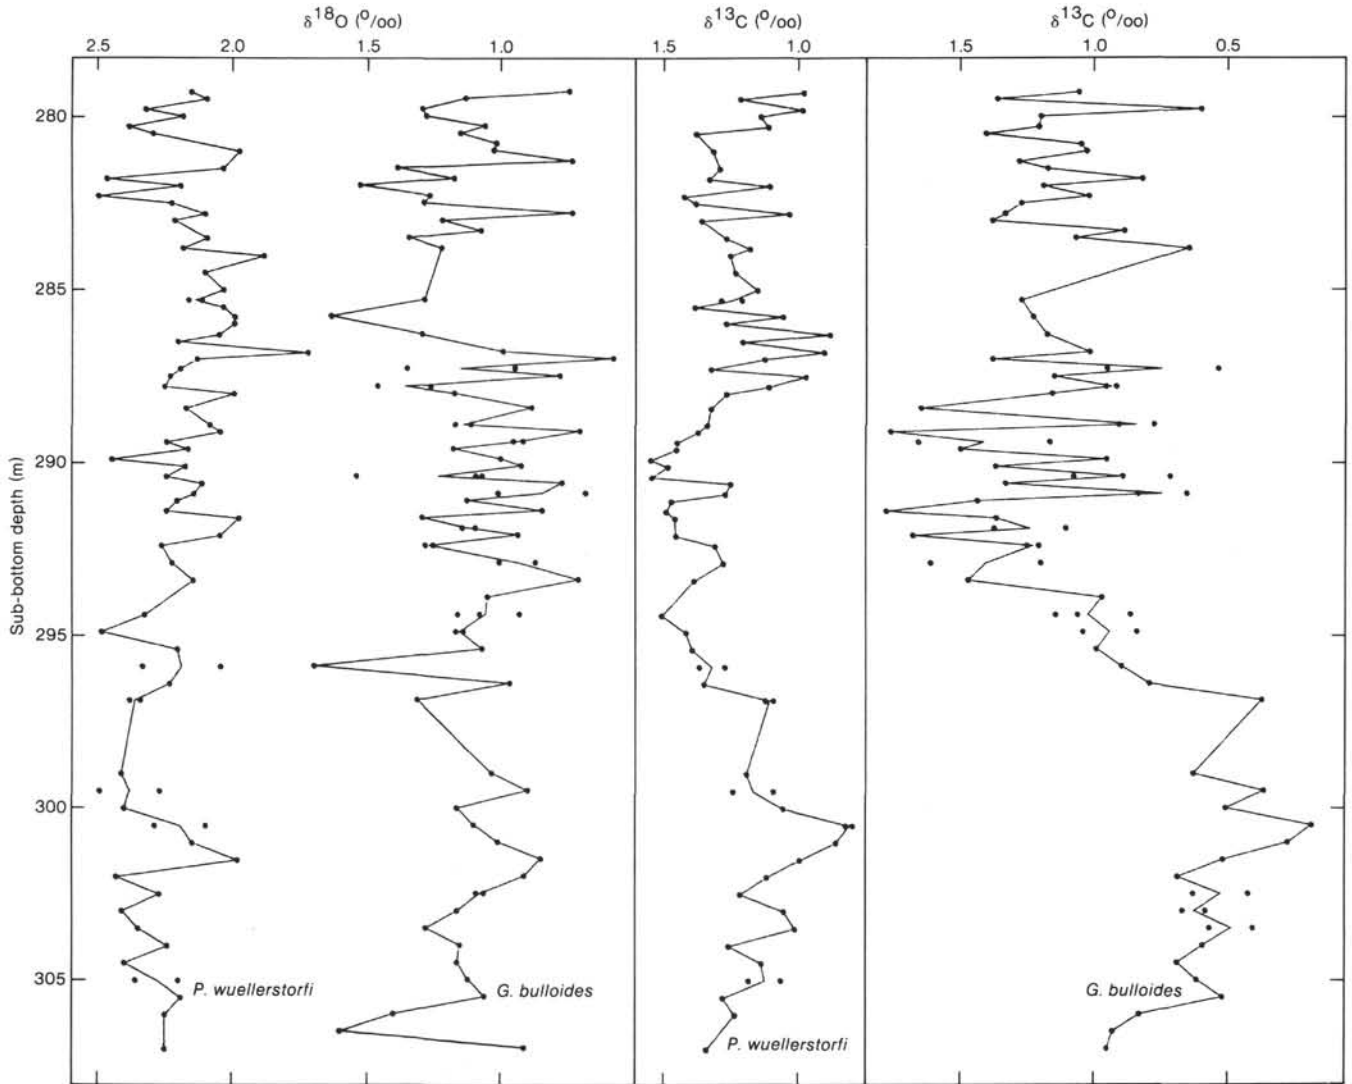 δ18O (o/oo) δ13C (o/oo) δ13C (o/oo)
2.5 2.0 1.5 1.0 1.5 1.0 1.5 1.0 0.5
280
285
290
Sub-bottom depth (m)
295
300
305
P. wuellerstorfi G. bulloides G. bulloides
P. wuellerstorfi